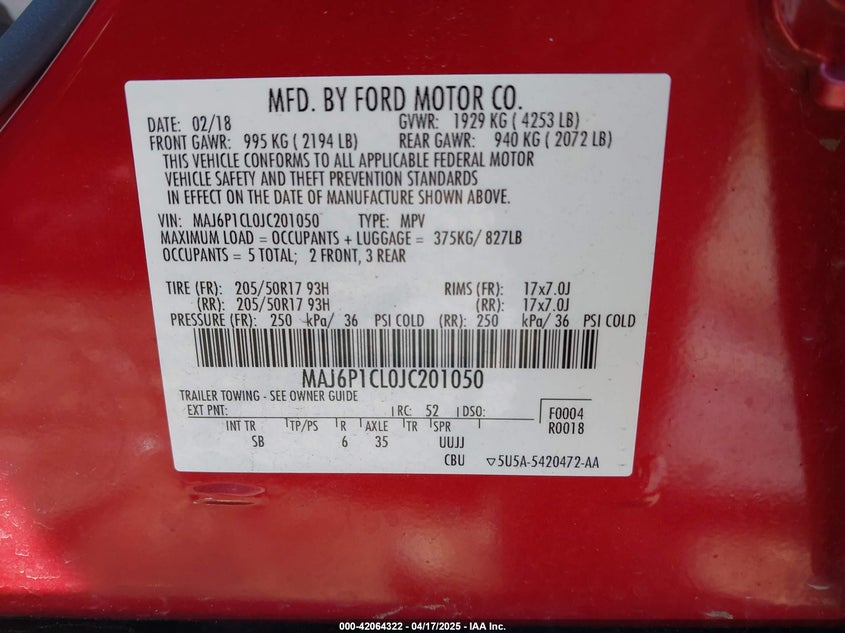 MFD. BY FORD MOTOR CO.
DATE: 02/18 GVWR: 1929 KG ( 4253 LB)
FRONT GAWR: 995 KG ( 2194 LB) REAR GAWR: 940 KG ( 2072 LB)
THIS VEHICLE CONFORMS TO ALL APPLICABLE FEDERAL MOTOR
VEHICLE SAFETY AND THEFT PREVENTION STANDARDS
IN EFFECT ON THE DATE OF MANUFACTURE SHOWN ABOVE.
VIN: MAJ6P1CL0JC201050 TYPE: MPV
MAXIMUM LOAD = OCCUPANTS + LUGGAGE = 375KG/ 827LB
OCCUPANTS = 5 TOTAL; 2 FRONT, 3 REAR
TIRE (FR): 205/50R17 93H RIMS (FR): 17x7.0J
(RR): 205/50R17 93H (RR): 17x7.0J
PRESSURE (FR): 250 kPa/ 36 PSI COLD (RR): 250 kPa/ 36 PSI COLD
MAJ6P1CL0JC201050
TRAILER TOWING - SEE OWNER GUIDE
EXT PNT: RC: 52 DSO: F0004
INT TR TP/PS R AXLE TR SPR R0018
SB 6 35 UUJJ
CBU 5U5A-5420472-AA
000-42064322 - 04/17/2025 - IAA Inc.